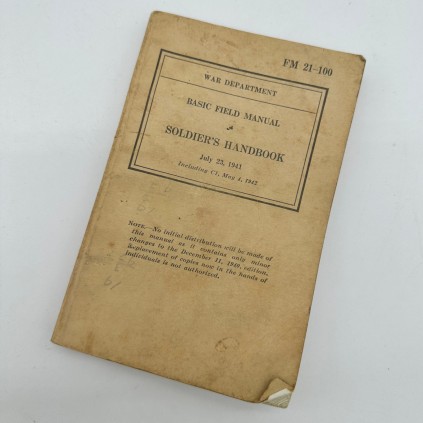 FM 21-100
WAR DEPARTMENT
BASIC FIELD MANUAL
SOLDIER'S HANDBOOK
July 23, 1941
Including C1, May 4, 1942
NOTE.—No initial distribution will be made of
this manual as it contains only minor
changes to the December 11, 1940, edition.
Replacement of copies now in the hands of
individuals is not authorized.